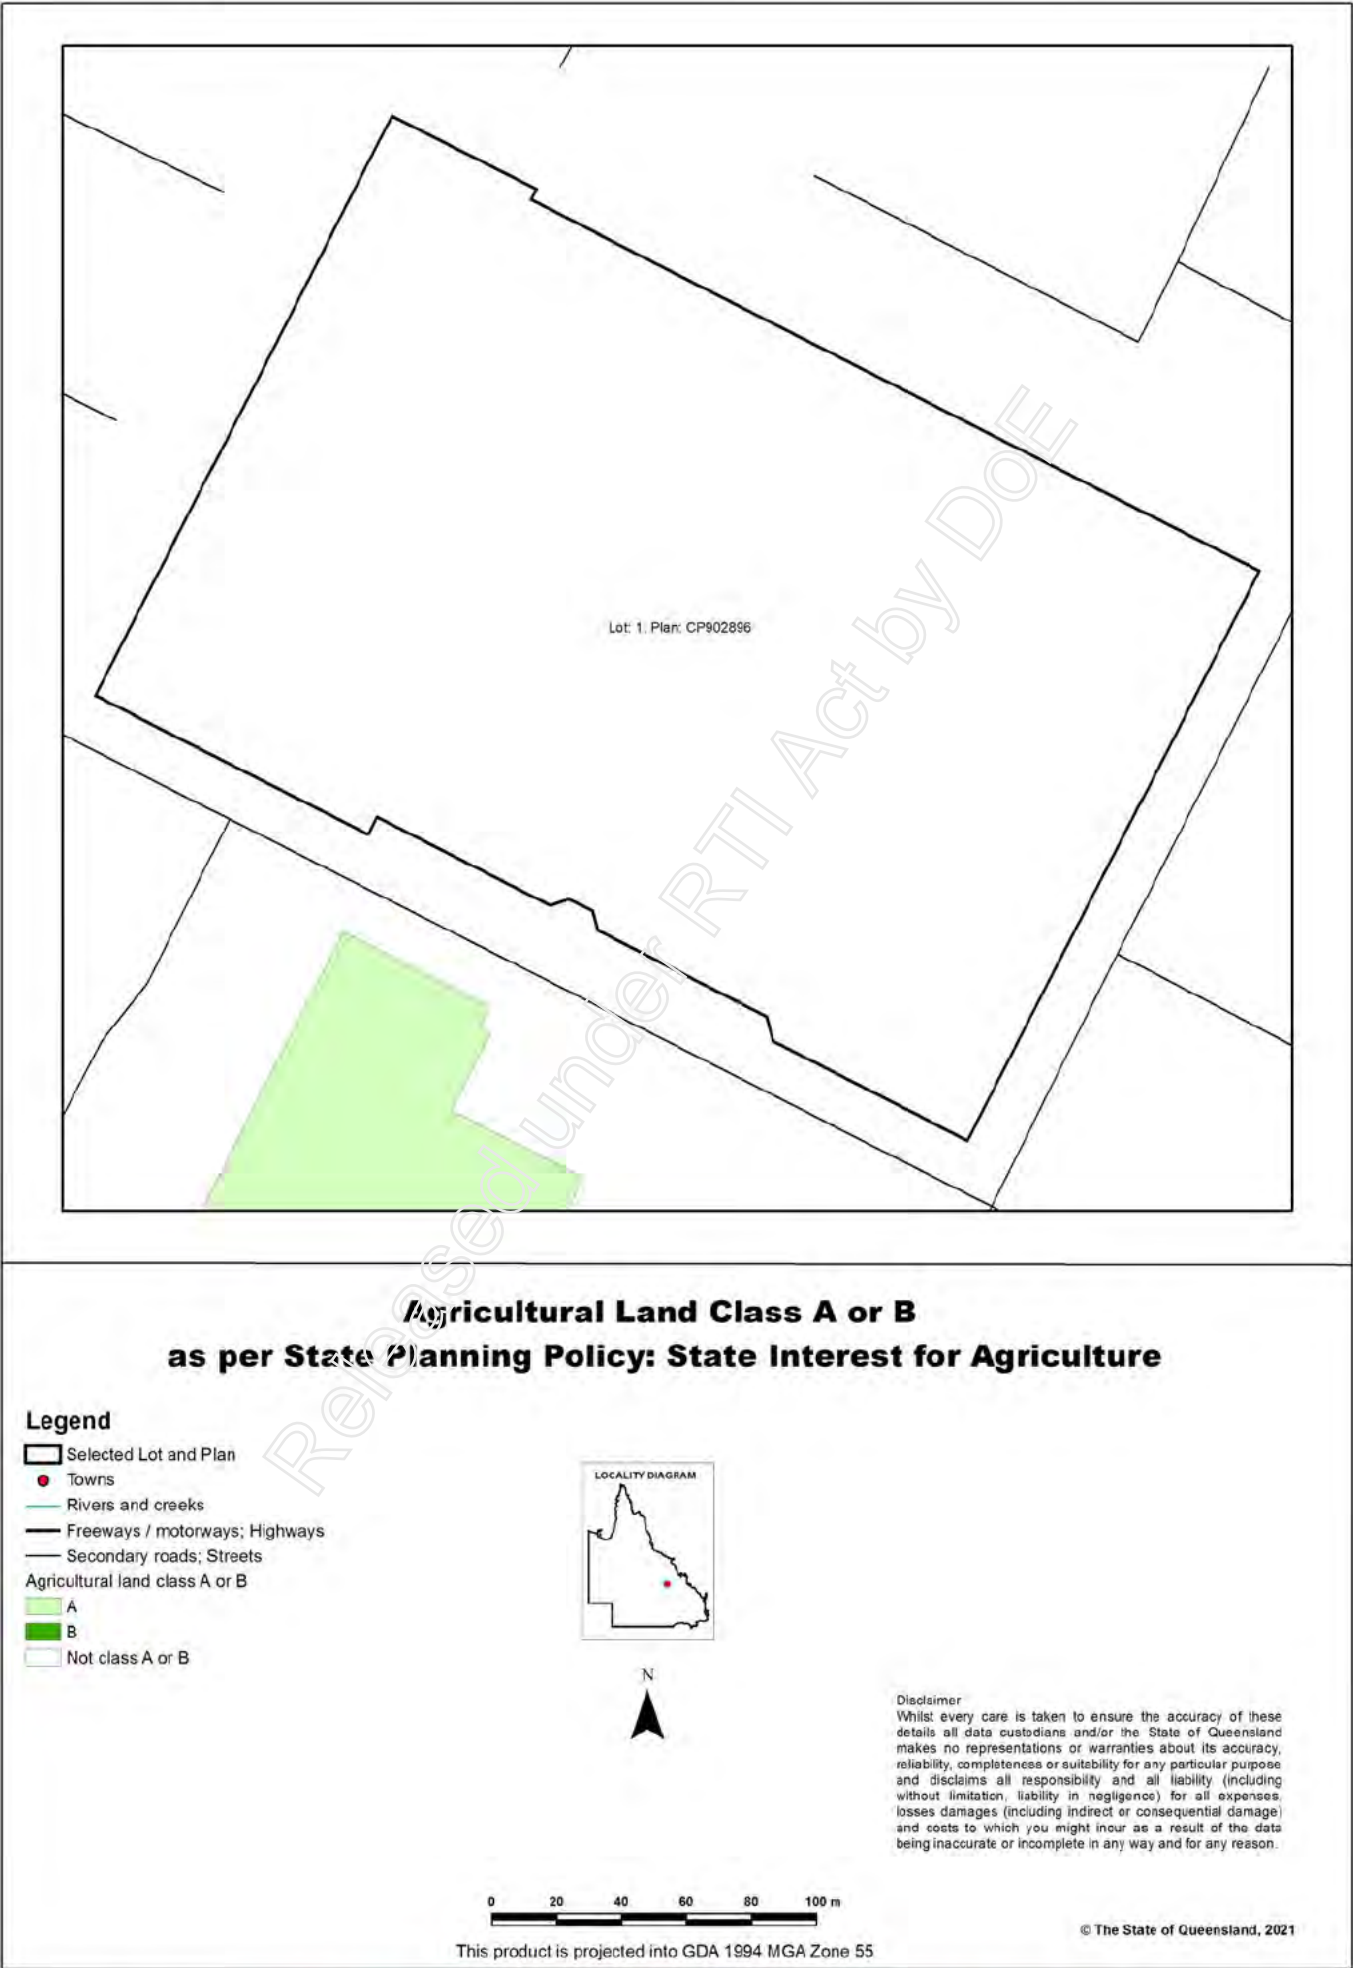 Lot: 1. Plan: CP902896
Released under RTI Act by DoE
Agricultural Land Class A or B
as per State Planning Policy: State Interest for Agriculture
Legend
Selected Lot and Plan
Towns
Rivers and creeks
Freeways / motorways; Highways
Secondary roads; Streets
Agricultural land class A or B
A
B
Not class A or B
LOCALITY DIAGRAM
N
Disclaimer
Whilst every care is taken to ensure the accuracy of these
details all data custodians and/or the State of Queensland
makes no representations or warranties about its accuracy,
reliability, completeness or suitability for any particular purpose
and disclaims all responsibility and all liability (including
without limitation, liability in negligence) for all expenses,
losses damages (including indirect or consequential damage)
and costs to which you might incur as a result of the data
being inaccurate or incomplete in any way and for any reason.
0 20 40 60 80 100 m
This product is projected into GDA 1994 MGA Zone 55
© The State of Queensland, 2021